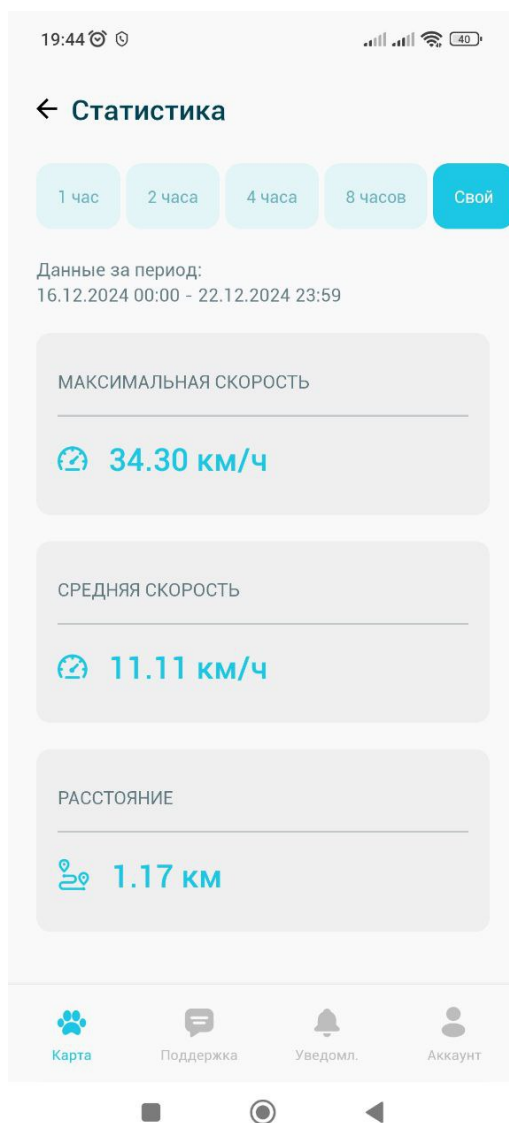 19:44
40
Статистика
1 час
2 часа
4 часа
8 часов
Свой
Данные за период:
16.12.2024 00:00 - 22.12.2024 23:59
МАКСИМАЛЬНАЯ СКОРОСТЬ
34.30 км/ч
СРЕДНЯЯ СКОРОСТЬ
11.11 км/ч
РАССТОЯНИЕ
1.17 км
Карта
Поддержка
Уведомл.
Аккаунт